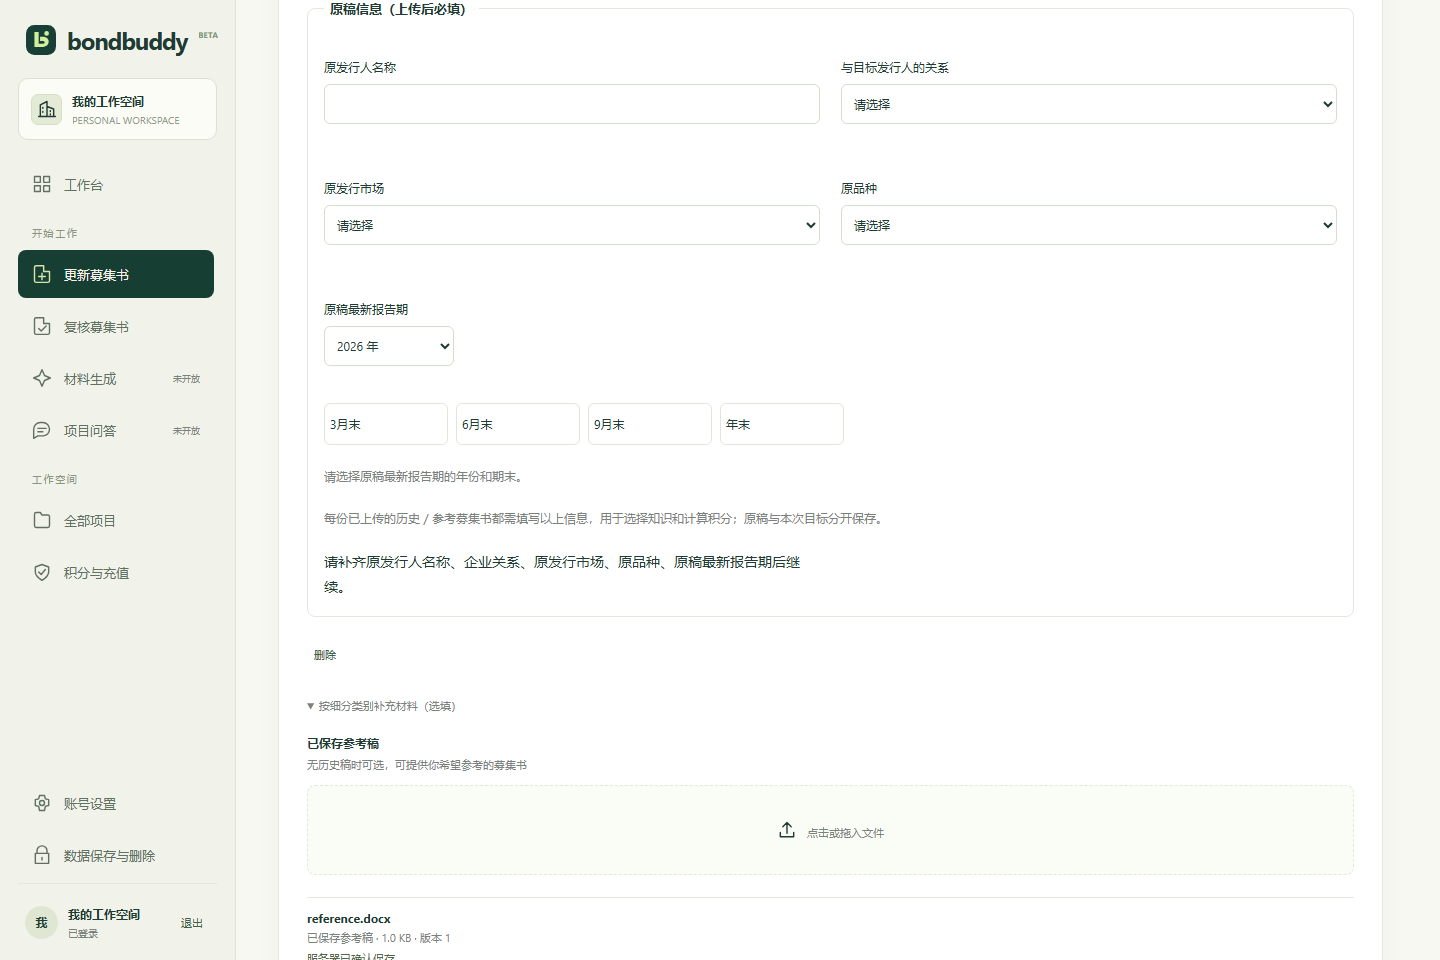 bondbuddy BETA
我的工作空间
PERSONAL WORKSPACE
工作台
开始工作
更新募集书
复核募集书
材料生成 未开放
项目问答 未开放
工作空间
全部项目
积分与充值
账号设置
数据保存与删除
我 我的工作空间
已登录
退出
原稿信息（上传后必填）
原发行人名称
与目标发行人的关系
请选择
原发行市场
请选择
原品种
请选择
原稿最新报告期
2026 年
3月末 6月末 9月末 年末
请选择原稿最新报告期的年份和期末。
每份已上传的历史 / 参考募集书都需填写以上信息，用于选择知识和计算积分；原稿与本次目标分开保存。
请补齐原发行人名称、企业关系、原发行市场、原品种、原稿最新报告期后继
续。
删除
▼ 按细分类别补充材料（选填）
已保存参考稿
无历史稿时可选，可提供你希望参考的募集书
点击或拖入文件
reference.docx
已保存参考稿 · 1.0 KB · 版本 1
服务器已确认保存